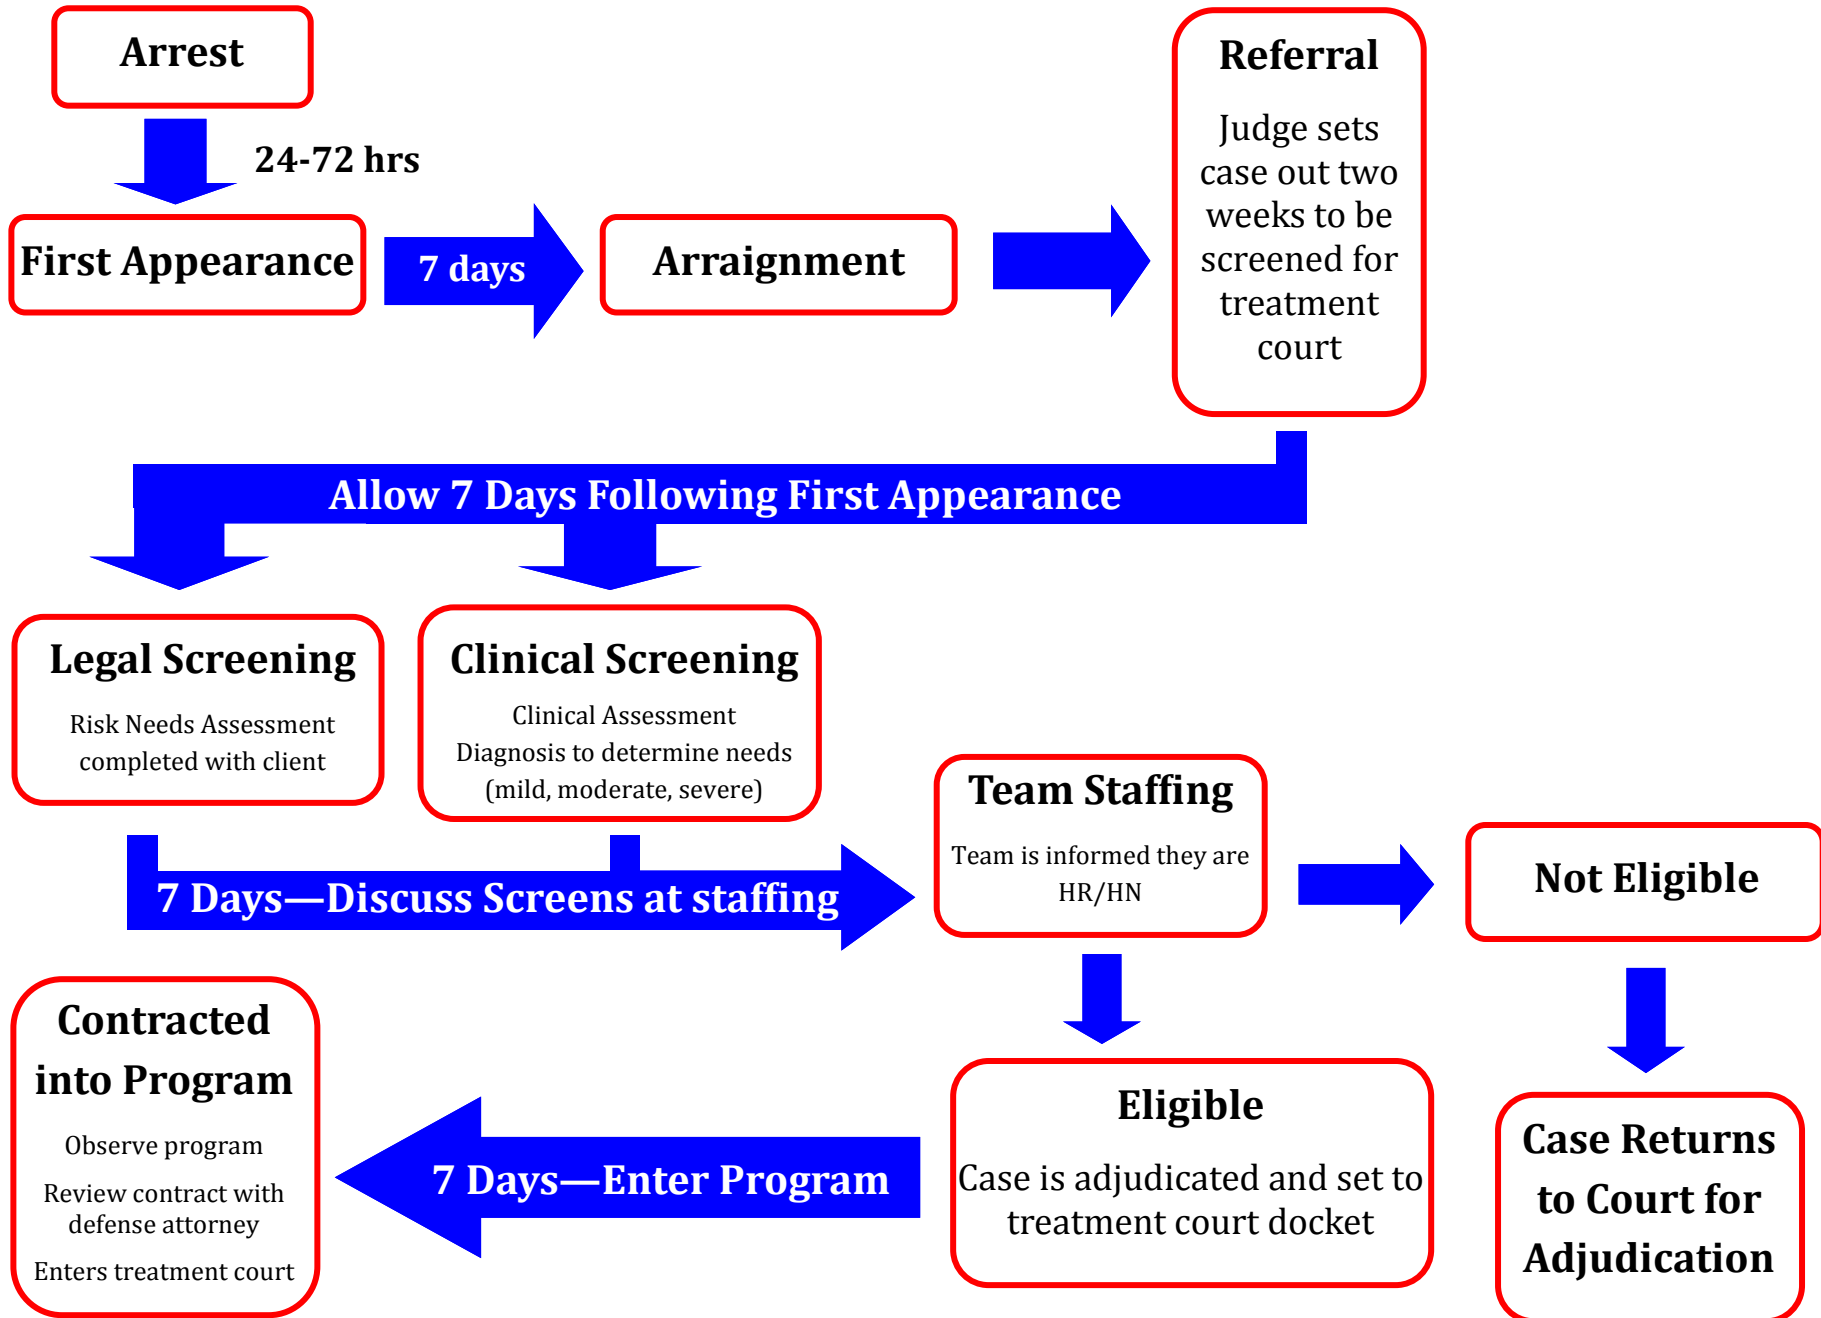 Arrest
24-72 hrs
First Appearance
7 days
Arraignment
Referral
Judge sets
case out two
weeks to be
screened for
treatment
court
Allow 7 Days Following First Appearance
Legal Screening
Risk Needs Assessment
completed with client
Clinical Screening
Clinical Assessment
Diagnosis to determine needs
(mild, moderate, severe)
7 Days—Discuss Screens at staffing
Team Staffing
Team is informed they are
HR/HN
Not Eligible
Eligible
Case is adjudicated and set to
treatment court docket
Case Returns
to Court for
Adjudication
7 Days—Enter Program
Contracted
into Program
Observe program
Review contract with
defense attorney
Enters treatment court